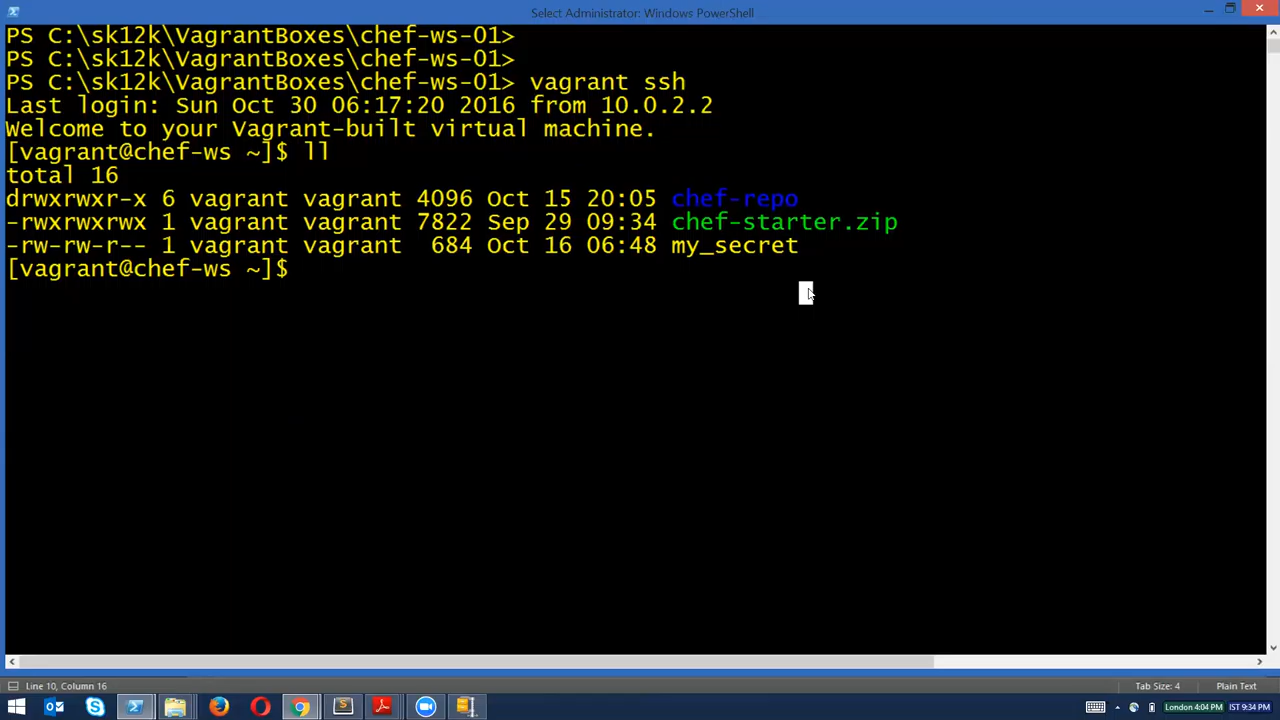 Select Administrator: Windows PowerShell
PS C:\sk12k\VagrantBoxes\chef-ws-01>
PS C:\sk12k\VagrantBoxes\chef-ws-01>
PS C:\sk12k\VagrantBoxes\chef-ws-01> vagrant ssh
Last login: Sun Oct 30 06:17:20 2016 from 10.0.2.2
Welcome to your Vagrant-built virtual machine.
[vagrant@chef-ws ~]$ ll
total 16
drwxrwxr-x 6 vagrant vagrant 4096 Oct 15 20:05 chef-repo
-rwxrwxrwx 1 vagrant vagrant 7822 Sep 29 09:34 chef-starter.zip
-rw-rw-r-- 1 vagrant vagrant  684 Oct 16 06:48 my_secret
[vagrant@chef-ws ~]$
Line 10, Column 16
Tab Size: 4
Plain Text
London 4:04 PM
IST 9:34 PM